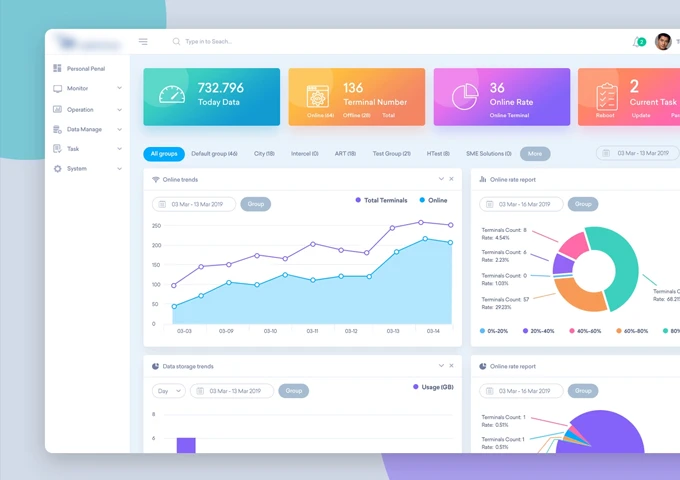 Type in to Seach...
2
Personal Penal
Monitor
Operation
Data Manage
Task
System
732.796
Today Data
136
Terminal Number
Online (64) Offline (28) Total
36
Online Rate
Online Terminal
2
Current Task
Reboot Update
All groups Default group (46) City (18) Intercel (0) ART (18) Test Group (21) HTest (8) SME Solutions (0) More 03 Mar - 13 Mar 2019
Online trends
03 Mar - 13 Mar 2019 Group
Total Terminals Online
250
200
150
100
50
0
03-03 03-09 03-10 03-11 03-12 03-13 03-14
Online rate report
03 Mar - 16 Mar 2019 Group
Terminals Count: 8
Rate: 4.54%
Terminals Count: 6
Rate: 2.23%
Terminals Count: 0
Rate: 1.03%
Terminals Count: 57
Rate: 29.23%
Terminals C
Rate: 68.21
0%-20% 20%-40% 40%-60% 60%-80% 80%
Data storage trends
Day 03 Mar - 13 Mar 2019 Group
Usage (GB)
8
6
Online rate report
03 Mar - 16 Mar 2019 Group
Terminals Count: 1
Rate: 0.51%
Terminals Count: 1
Rate: 0.51%